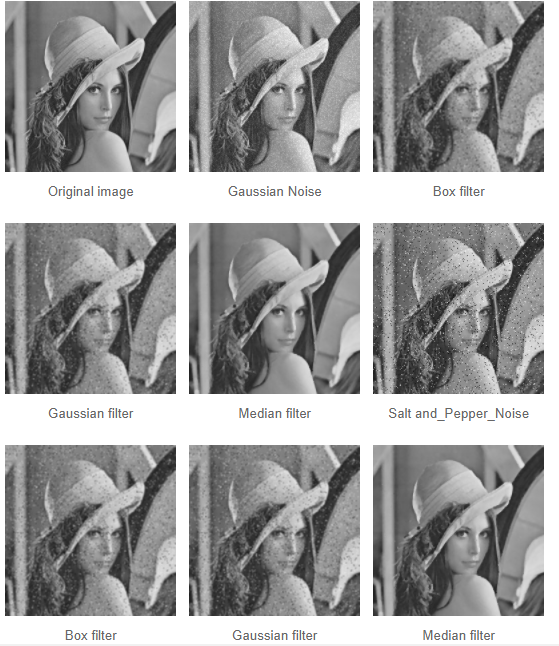 Original image
Gaussian Noise
Box filter
Gaussian filter
Median filter
Salt and_Pepper_Noise
Box filter
Gaussian filter
Median filter